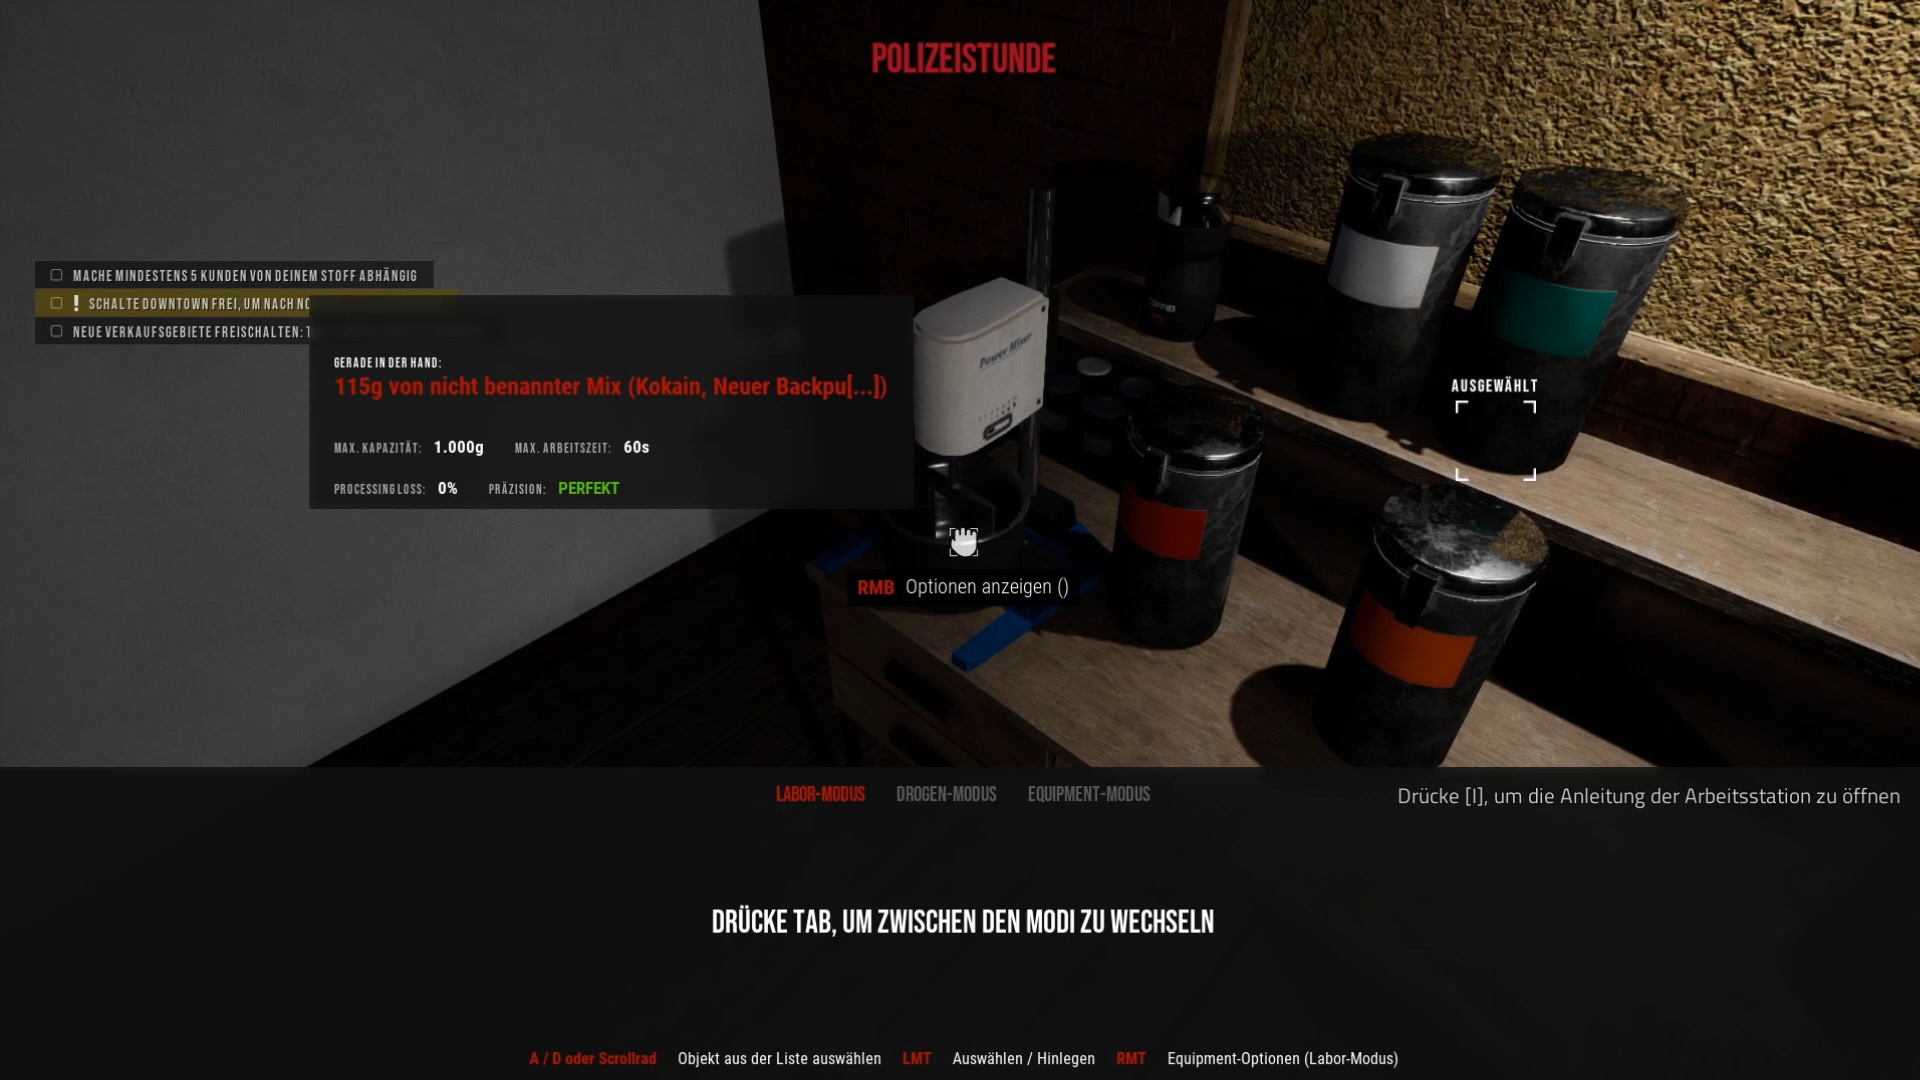 POLIZEISTUNDE
MACHE MINDESTENS 5 KUNDEN VON DEINEM STOFF ABHÄNGIG
! SCHALTE DOWNTOWN FREI, UM NACH
NEUE VERKAUFSGEBIETE FREISCHALTEN:
GERADE IN DER HAND:
115g von nicht benannter Mix (Kokain, Neuer Backpu[...])
MAX. KAPAZITÄT: 1.000g MAX. ARBEITSZEIT: 60s
PROCESSING LOSS: 0% PRÄZISION: PERFEKT
Power Mixer
AUSGEWÄHLT
RMB Optionen anzeigen ()
LABOR-MODUS DROGEN-MODUS EQUIPMENT-MODUS
Drücke [I], um die Anleitung der Arbeitsstation zu öffnen
DRÜCKE TAB, UM ZWISCHEN DEN MODI ZU WECHSELN
A / D oder Scrollrad Objekt aus der Liste auswählen LMT Auswählen / Hinlegen RMT Equipment-Optionen (Labor-Modus)